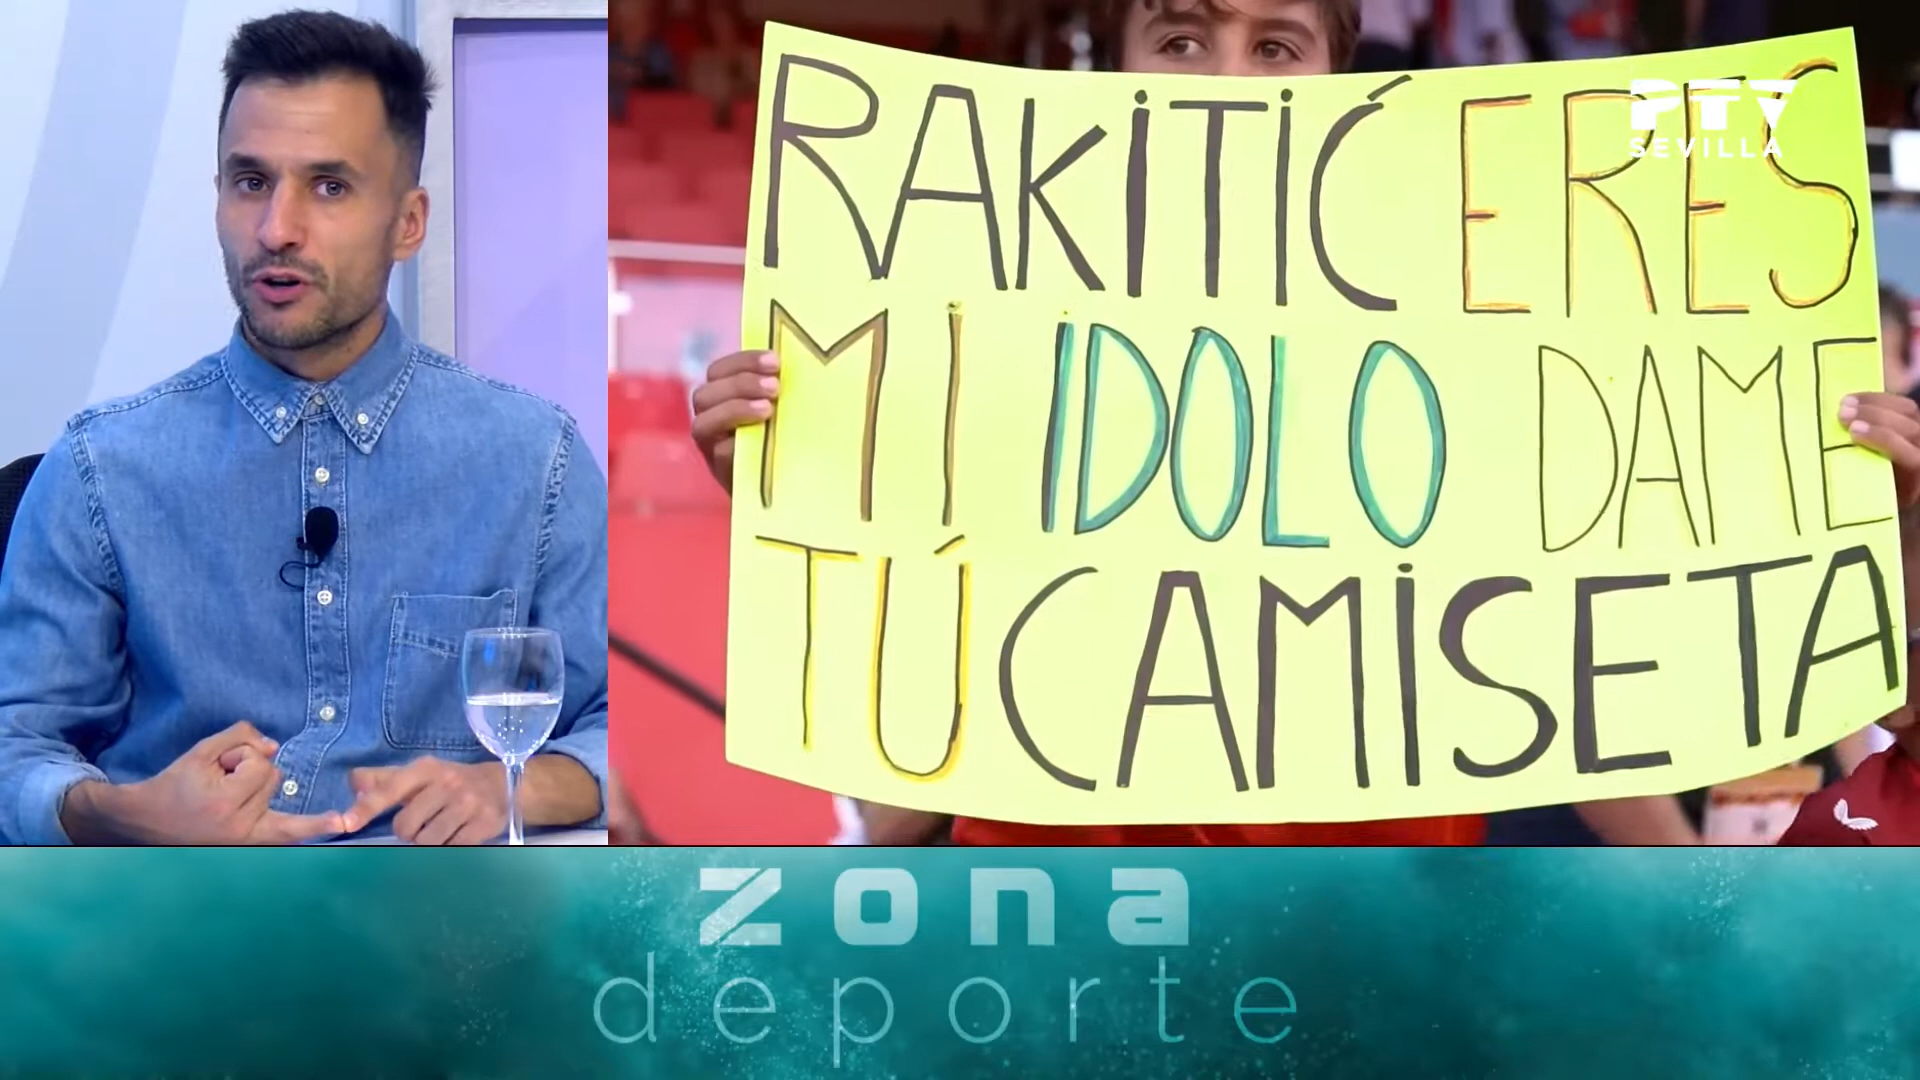 RAKITIĆ ERES
MI IDOLO DAME
TÚ CAMISETA
PTV
SEVILLA
zona
deporte